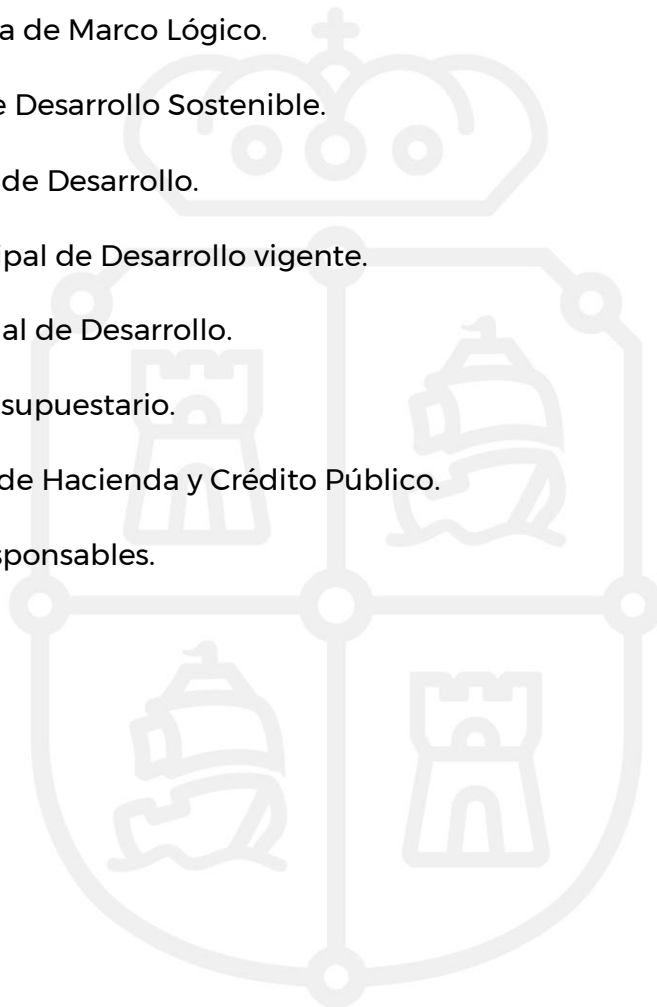 a de Marco Lógico.
e Desarrollo Sostenible.
de Desarrollo.
ipal de Desarrollo vigente.
al de Desarrollo.
supuestario.
de Hacienda y Crédito Público.
sponsables.